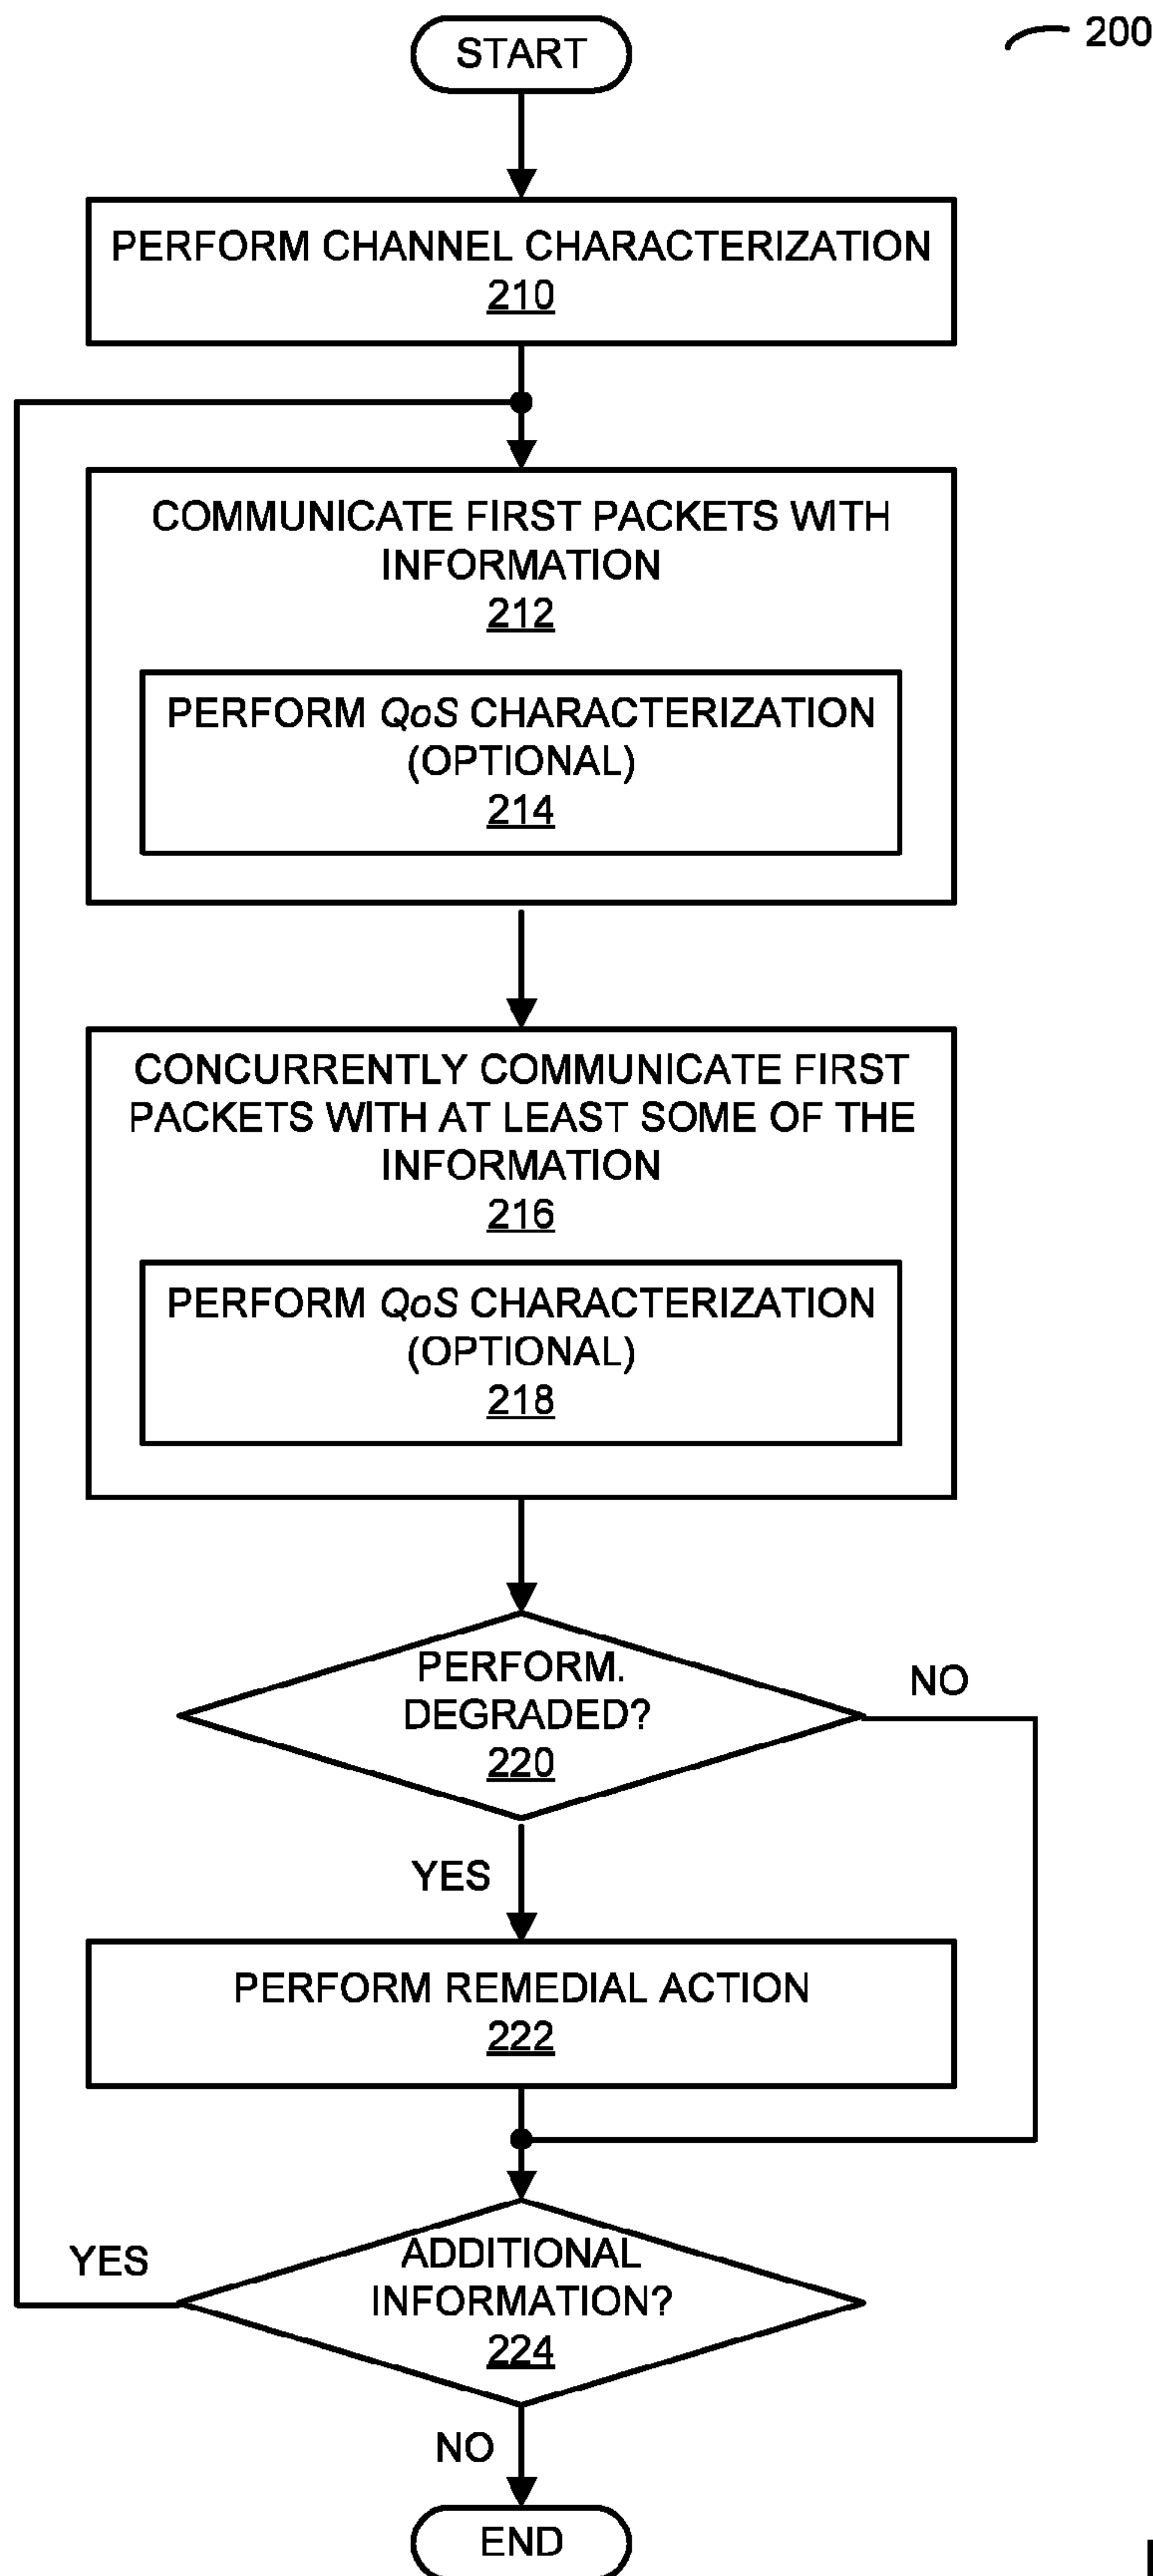 START
200
PERFORM CHANNEL CHARACTERIZATION
210
COMMUNICATE FIRST PACKETS WITH
INFORMATION
212
PERFORM QoS CHARACTERIZATION
(OPTIONAL)
214
CONCURRENTLY COMMUNICATE FIRST
PACKETS WITH AT LEAST SOME OF THE
INFORMATION
216
PERFORM QoS CHARACTERIZATION
(OPTIONAL)
218
PERFORM.
DEGRADED?
220
NO
YES
PERFORM REMEDIAL ACTION
222
ADDITIONAL
INFORMATION?
224
YES
NO
END